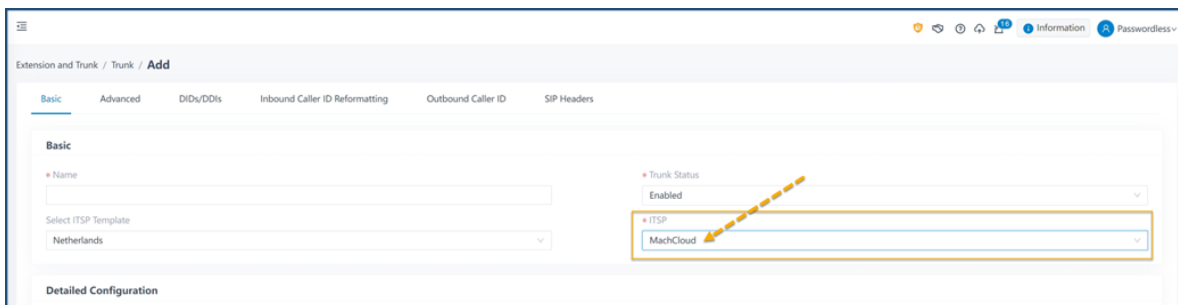 16 Information Passwordless
Extension and Trunk / Trunk / Add
Basic Advanced DIDs/DDIs Inbound Caller ID Reformatting Outbound Caller ID SIP Headers
Basic
* Name * Trunk Status
Enabled
Select ITSP Template * ITSP
Netherlands MachCloud
Detailed Configuration